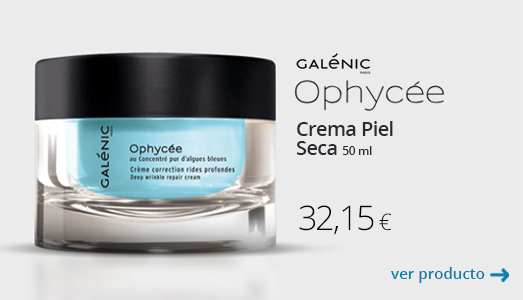 GALÉNIC
PARIS
Ophycée
au Concentré pur d'algues bleues
Crème correction rides profondes
Deep wrinkle repair cream
GALÉNIC
PARIS
Ophycée
Crema Piel
Seca 50 ml
32,15 €
ver producto →